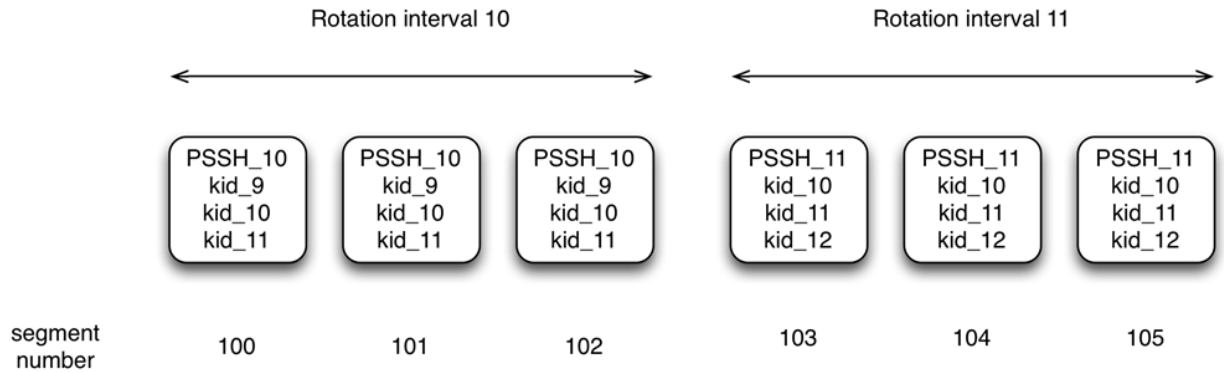 Rotation interval 10
Rotation interval 11
PSSH_10
kid_9
kid_10
kid_11
PSSH_10
kid_9
kid_10
kid_11
PSSH_10
kid_9
kid_10
kid_11
PSSH_11
kid_10
kid_11
kid_12
PSSH_11
kid_10
kid_11
kid_12
PSSH_11
kid_10
kid_11
kid_12
segment
number
100
101
102
103
104
105